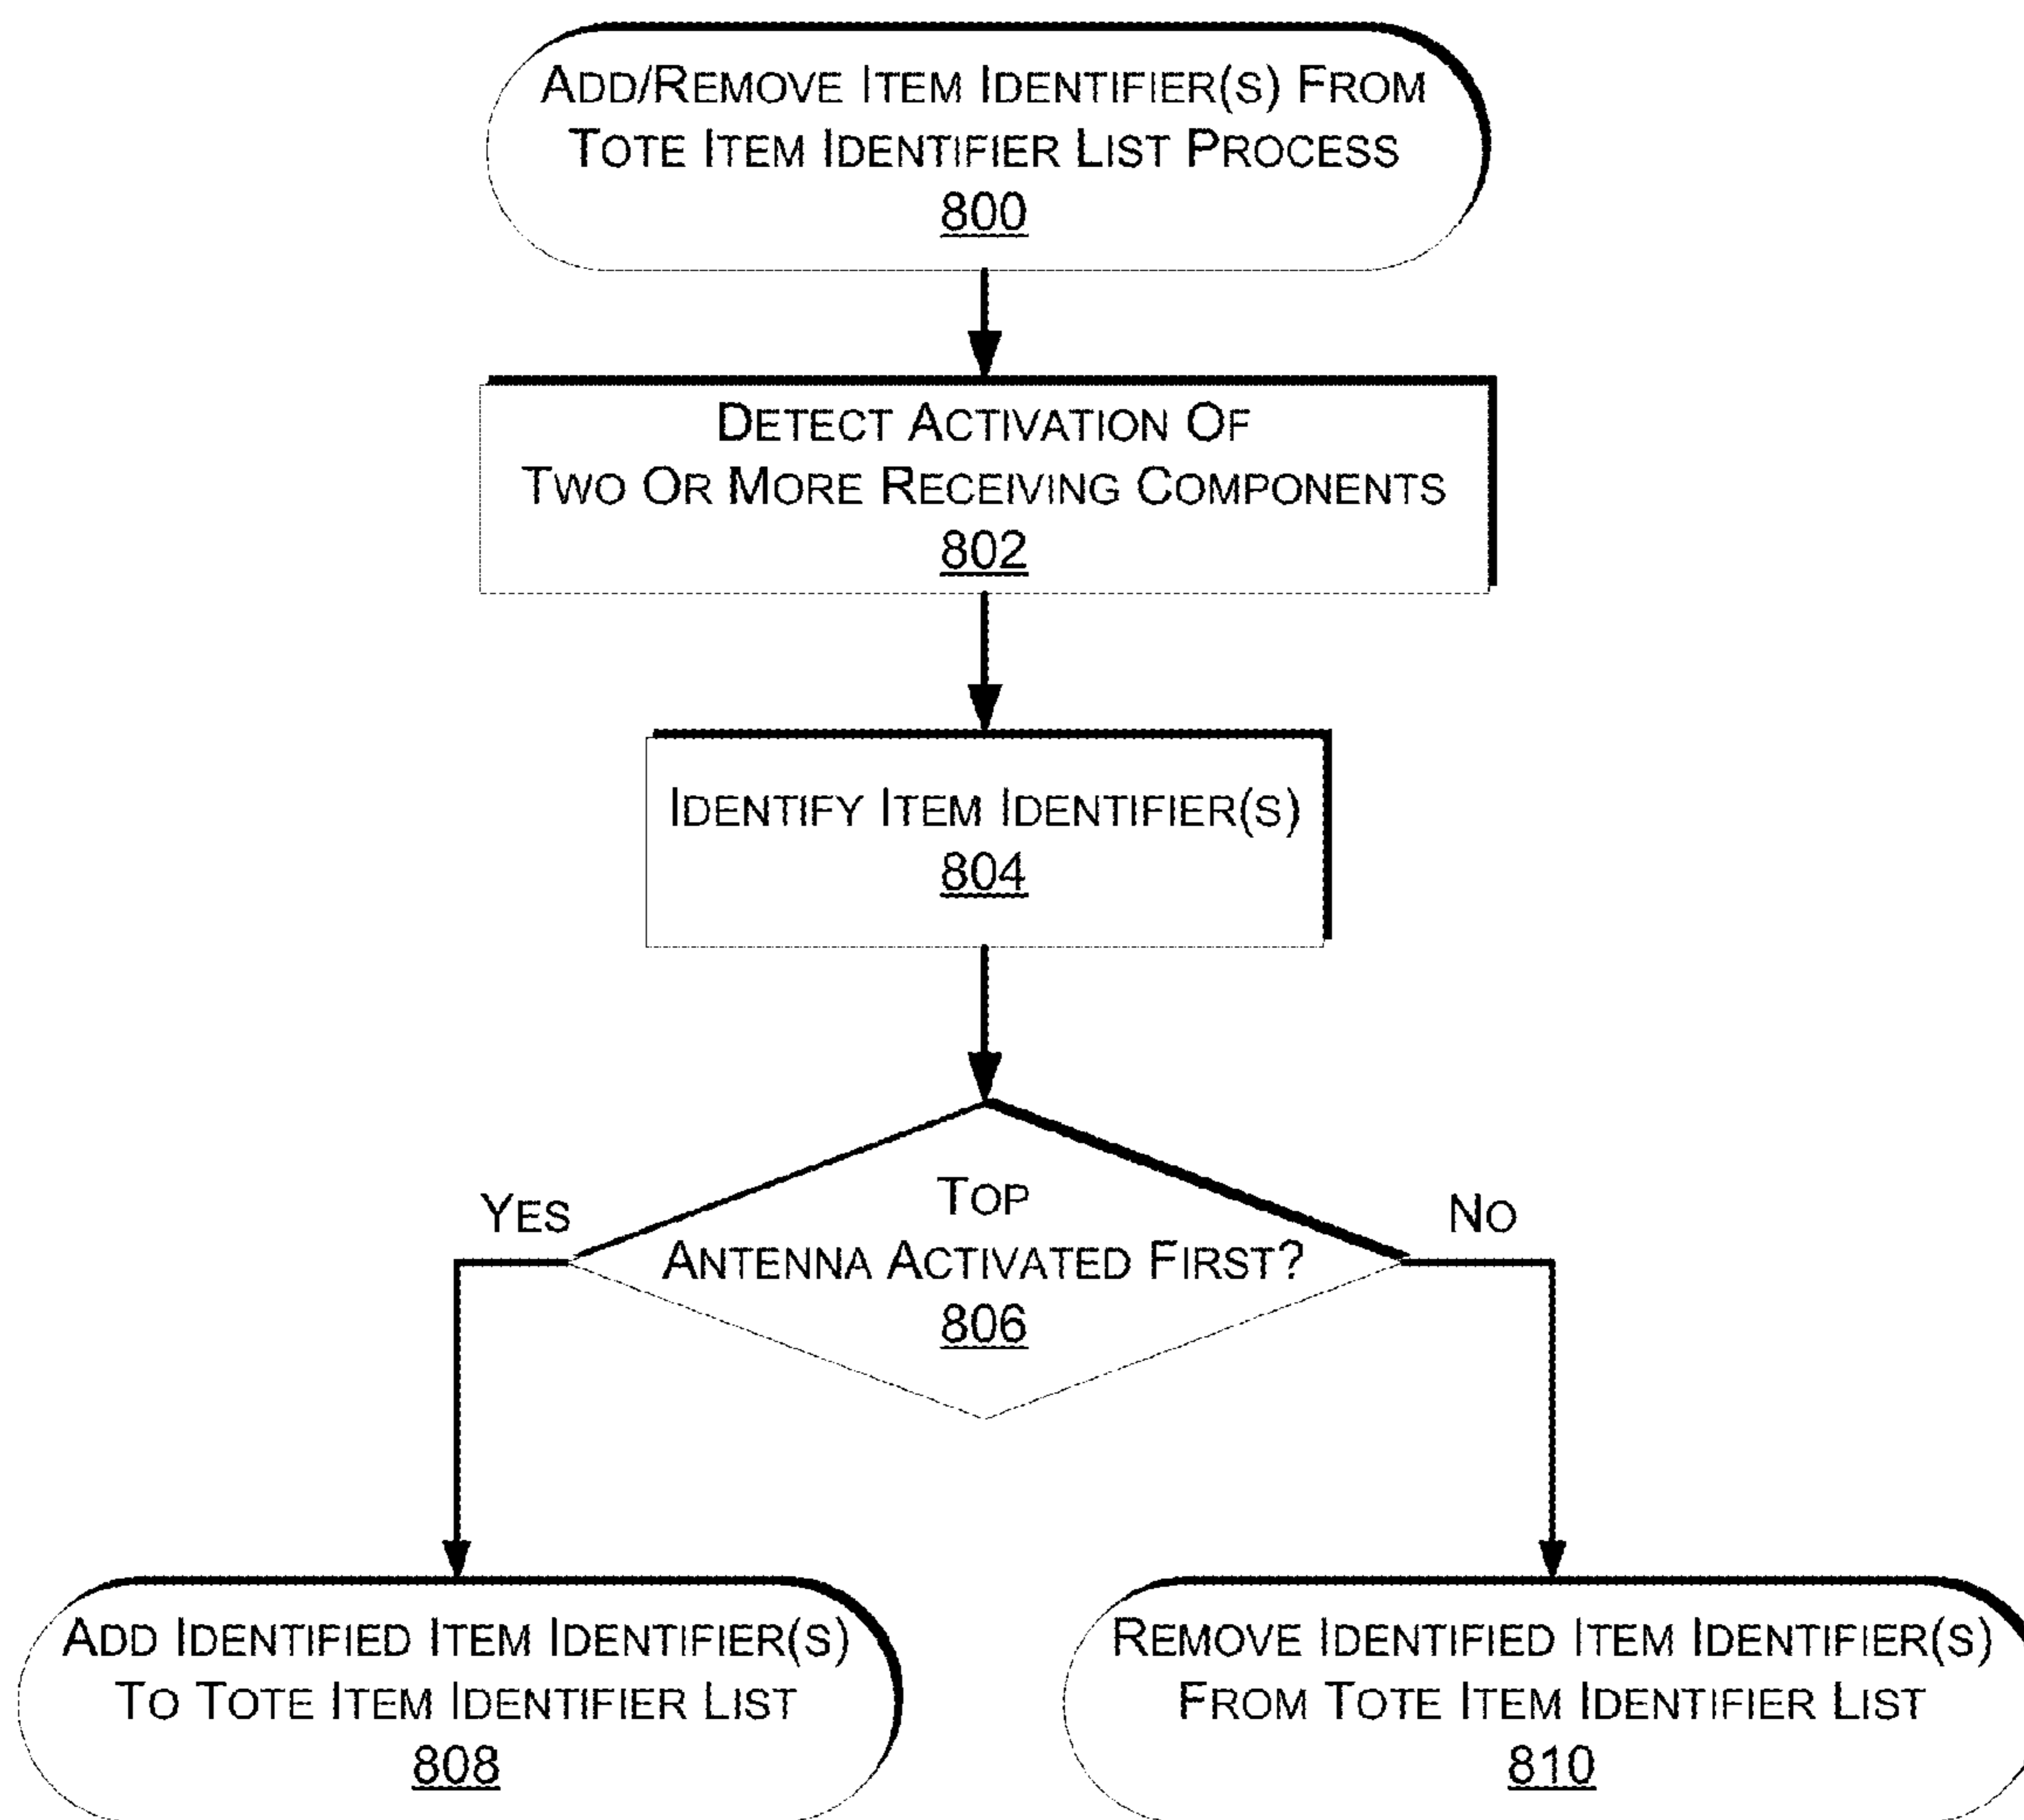 ADD/REMOVE ITEM IDENTIFIER(S) FROM
TOTE ITEM IDENTIFIER LIST PROCESS
800
DETECT ACTIVATION OF
TWO OR MORE RECEIVING COMPONENTS
802
IDENTIFY ITEM IDENTIFIER(S)
804
TOP
ANTENNA ACTIVATED FIRST?
806
YES
NO
ADD IDENTIFIED ITEM IDENTIFIER(S)
TO TOTE ITEM IDENTIFIER LIST
808
REMOVE IDENTIFIED ITEM IDENTIFIER(S)
FROM TOTE ITEM IDENTIFIER LIST
810